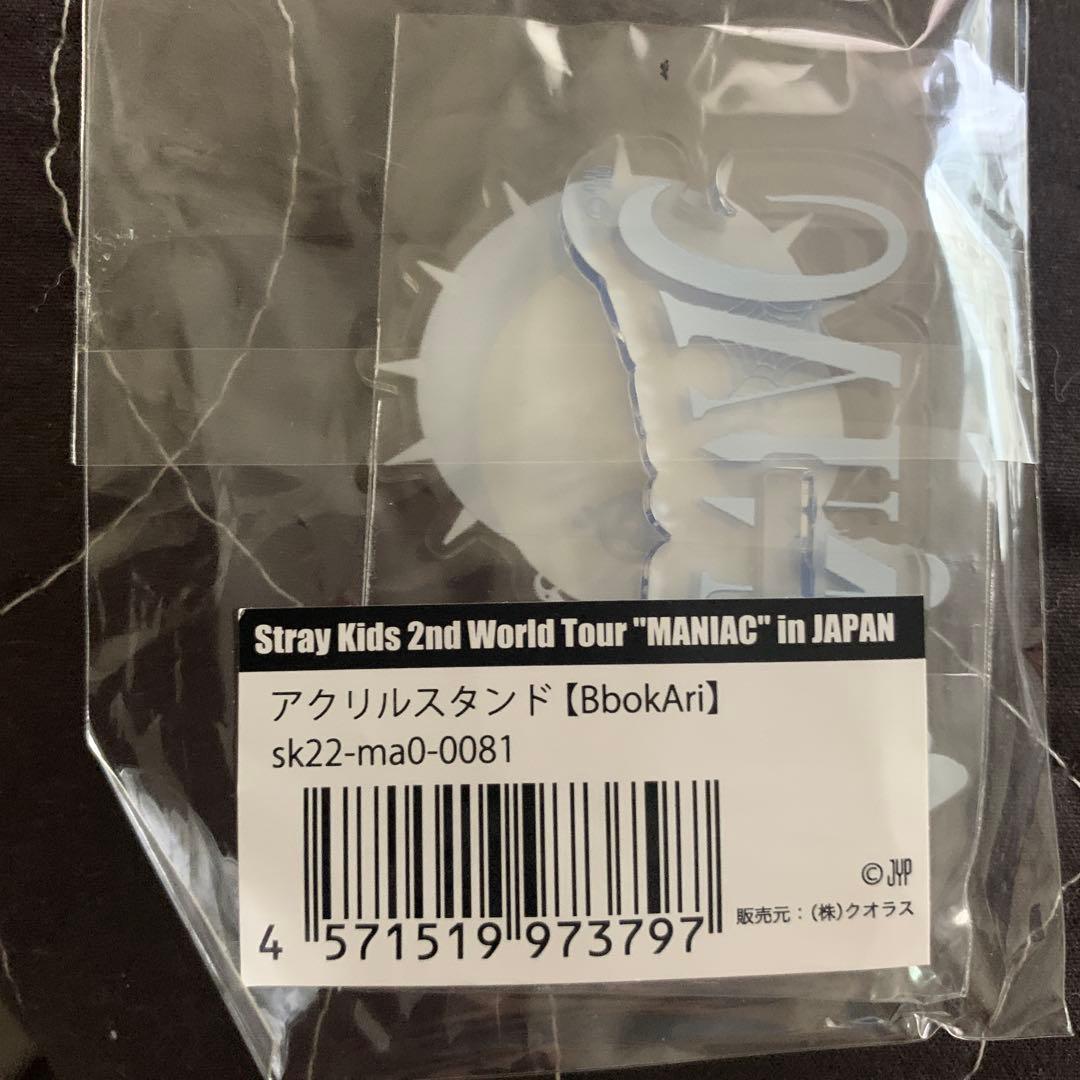 Stray Kids 2nd World Tour "MANIAC" in JAPAN
アクリルスタンド【BbokAri】
sk22-ma0-0081
4 571519 973797
© JYP
販売元：(株)クオラス